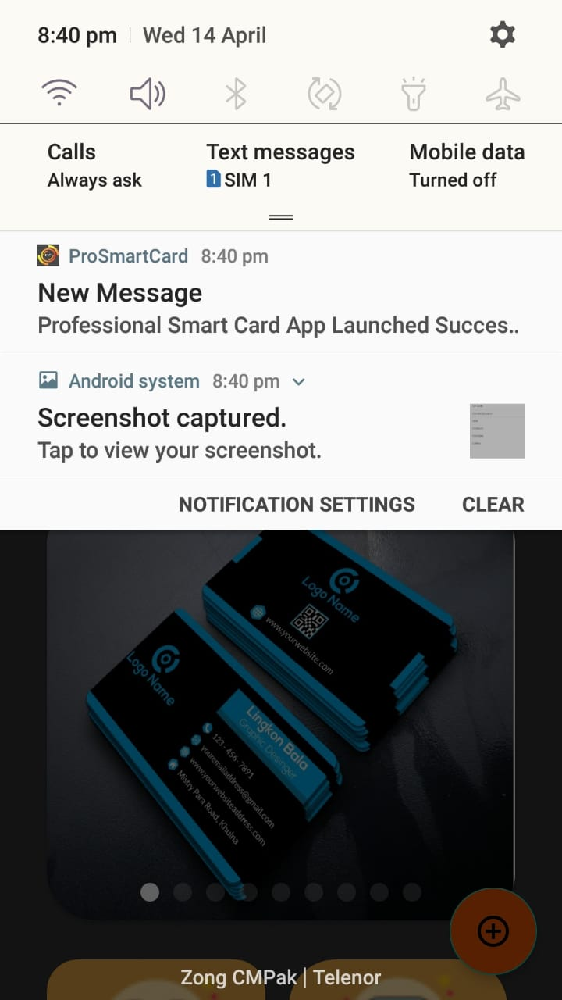 8:40 pm | Wed 14 April
Calls Text messages Mobile data
Always ask 1 SIM 1 Turned off
ProSmartCard 8:40 pm
New Message
Professional Smart Card App Launched Succes..
Android system 8:40 pm
Screenshot captured.
Tap to view your screenshot.
NOTIFICATION SETTINGS CLEAR
Logo Name
www.yourwebsite.com
Logo Name
Lingkon Bala
Graphic Desinger
123 - 456- 7891
youremailaddress@gmail.com
www.yourwebsiteaddress.com
Mistry Para Road, Khulna
Zong CMPak | Telenor